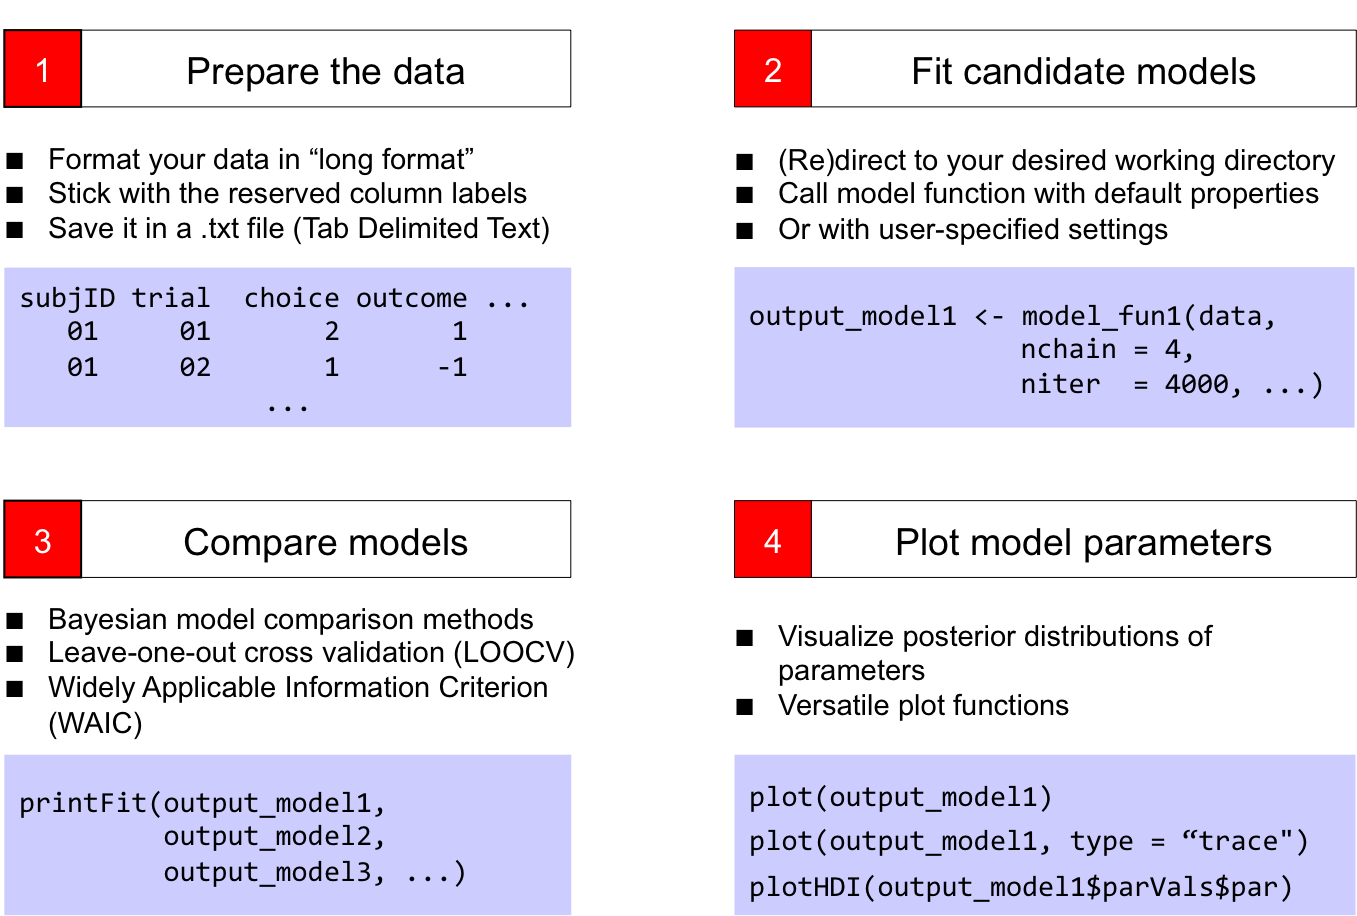 1 Prepare the data
Format your data in “long format”
Stick with the reserved column labels
Save it in a .txt file (Tab Delimited Text)
subjID trial  choice outcome ...
   01     01       2       1
   01     02       1      -1
...
2 Fit candidate models
(Re)direct to your desired working directory
Call model function with default properties
Or with user-specified settings
output_model1 <- model_fun1(data,
nchain = 4,
niter  = 4000, ...)
3 Compare models
Bayesian model comparison methods
Leave-one-out cross validation (LOOCV)
Widely Applicable Information Criterion
(WAIC)
printFit(output_model1,
output_model2,
output_model3, ...)
4 Plot model parameters
Visualize posterior distributions of
parameters
Versatile plot functions
plot(output_model1)
plot(output_model1, type = “trace")
plotHDI(output_model1$parVals$par)